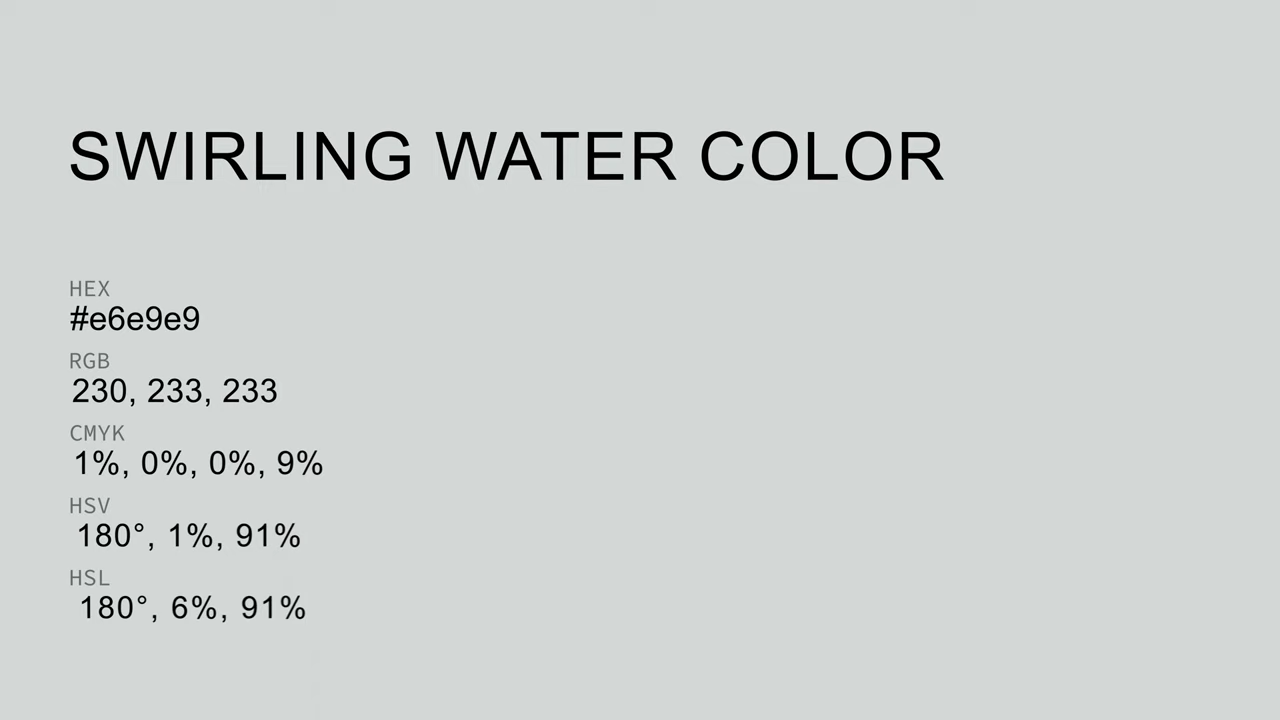 SWIRLING WATER COLOR
HEX
#e6e9e9
RGB
230, 233, 233
CMYK
1%, 0%, 0%, 9%
HSV
180°, 1%, 91%
HSL
180°, 6%, 91%